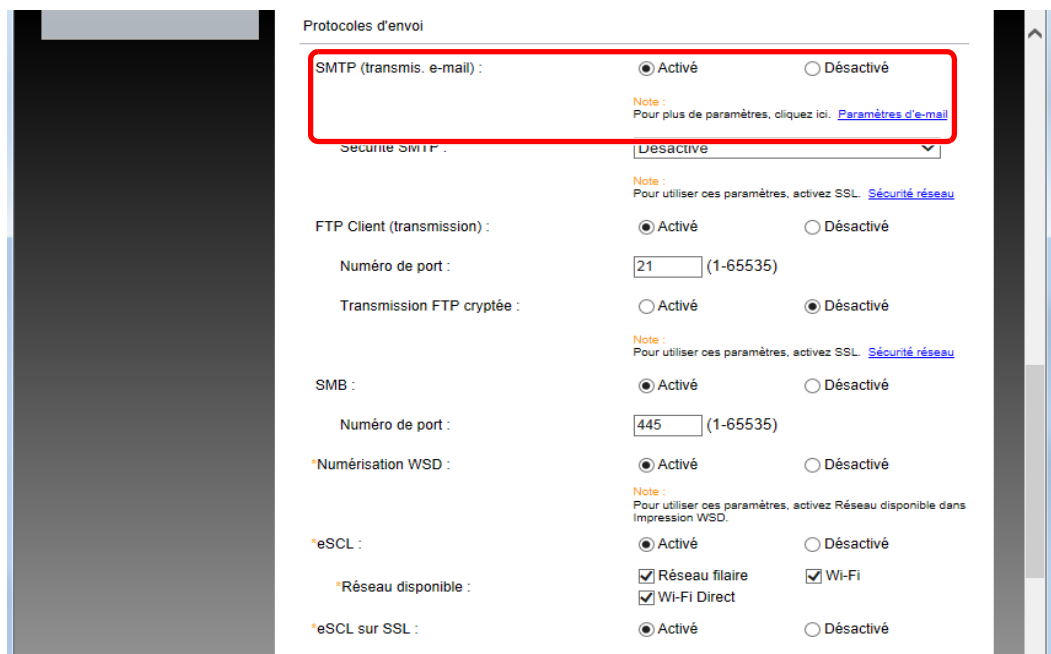 Protocoles d'envoi
SMTP (transmis. e-mail) : Activé Désactivé
Note :
Pour plus de paramètres, cliquez ici. Paramètres d'e-mail
Sécurité SMTP : Désactivé
Note :
Pour utiliser ces paramètres, activez SSL. Sécurité réseau
FTP Client (transmission) : Activé Désactivé
Numéro de port : 21 (1-65535)
Transmission FTP cryptée : Activé Désactivé
Note :
Pour utiliser ces paramètres, activez SSL. Sécurité réseau
SMB : Activé Désactivé
Numéro de port : 445 (1-65535)
*Numérisation WSD : Activé Désactivé
Note :
Pour utiliser ces paramètres, activez Réseau disponible dans
Impression WSD.
*eSCL : Activé Désactivé
*Réseau disponible : Réseau filaire Wi-Fi
Wi-Fi Direct
*eSCL sur SSL : Activé Désactivé